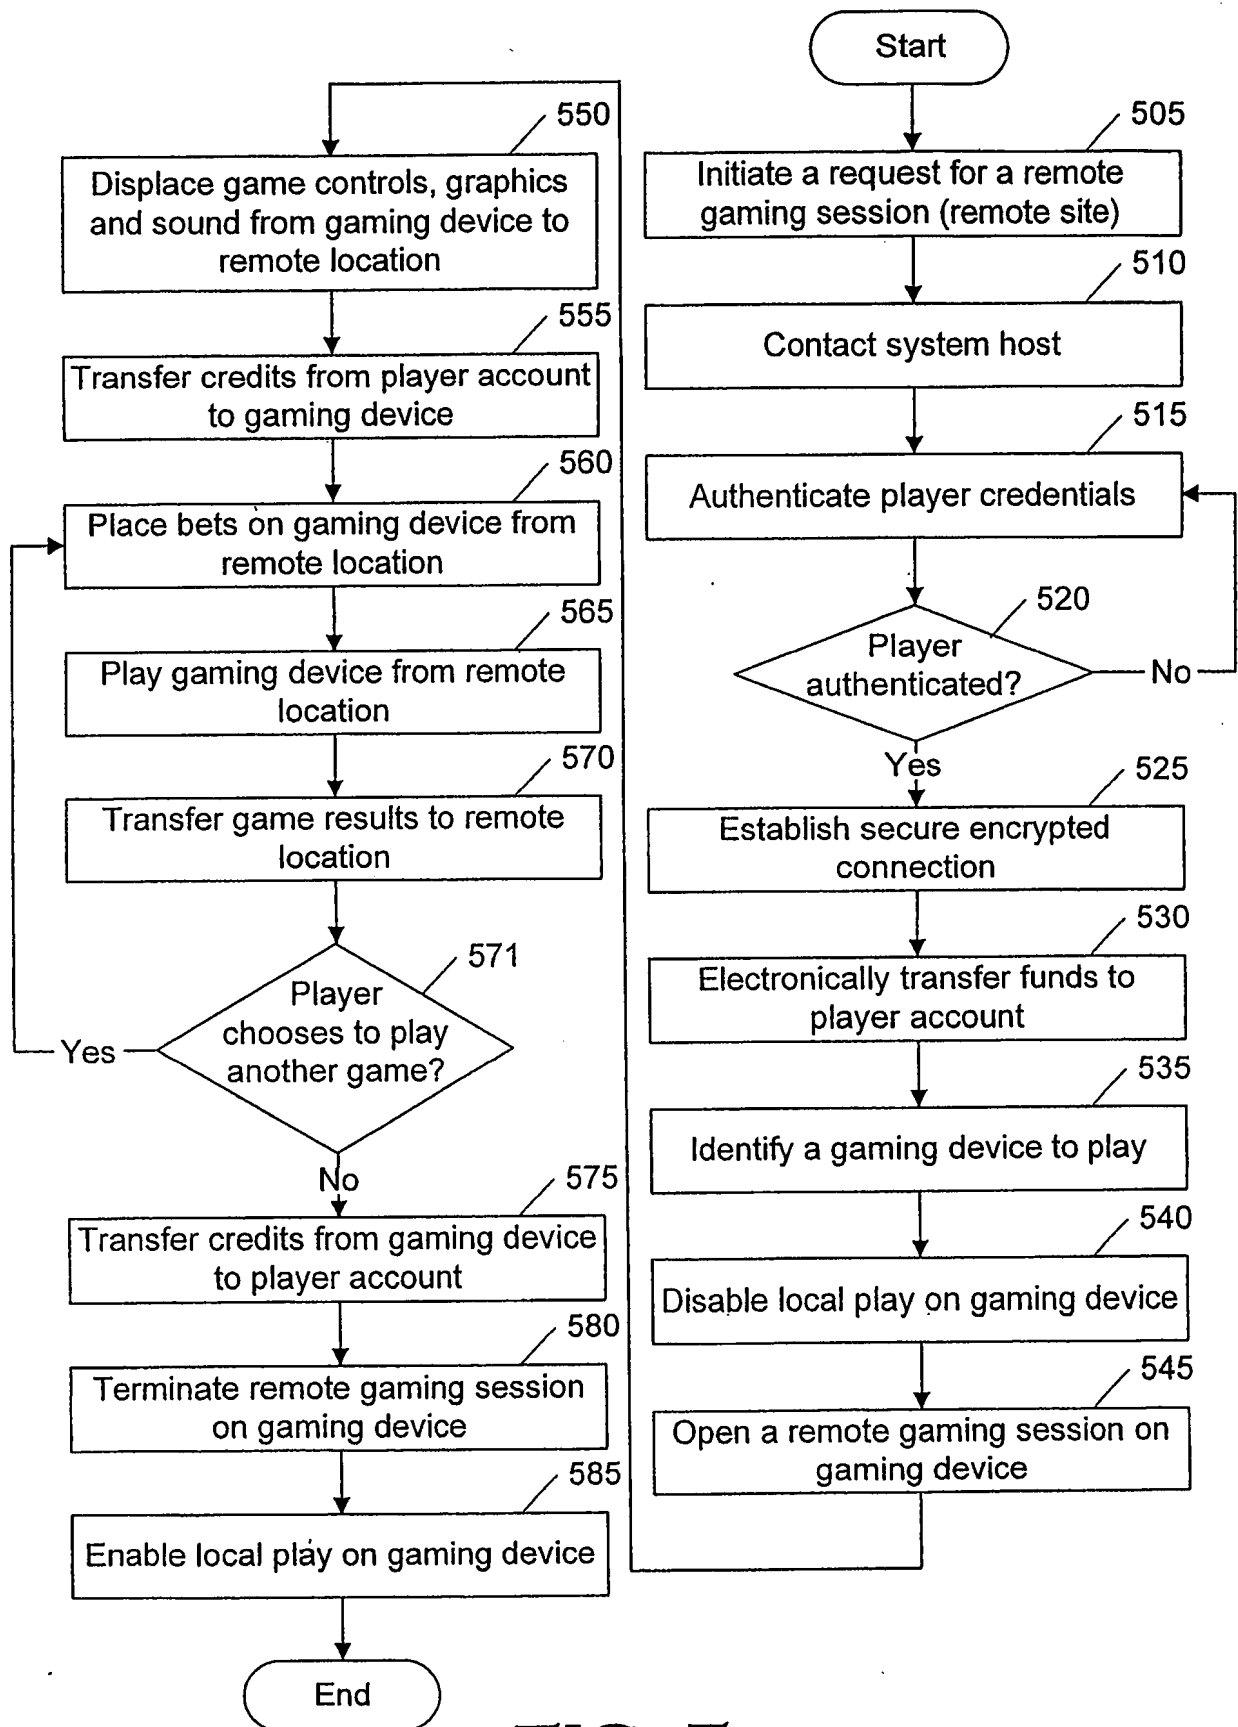 Start
505
Initiate a request for a remote
gaming session (remote site)
510
Contact system host
515
Authenticate player credentials
520
Player
authenticated?
No
Yes
525
Establish secure encrypted
connection
530
Electronically transfer funds to
player account
535
Identify a gaming device to play
540
Disable local play on gaming device
545
Open a remote gaming session on
gaming device
550
Displace game controls, graphics
and sound from gaming device to
remote location
555
Transfer credits from player account
to gaming device
560
Place bets on gaming device from
remote location
565
Play gaming device from remote
location
570
Transfer game results to remote
location
571
Player
chooses to play
another game?
Yes
No
575
Transfer credits from gaming device
to player account
580
Terminate remote gaming session
on gaming device
585
Enable local play on gaming device
End